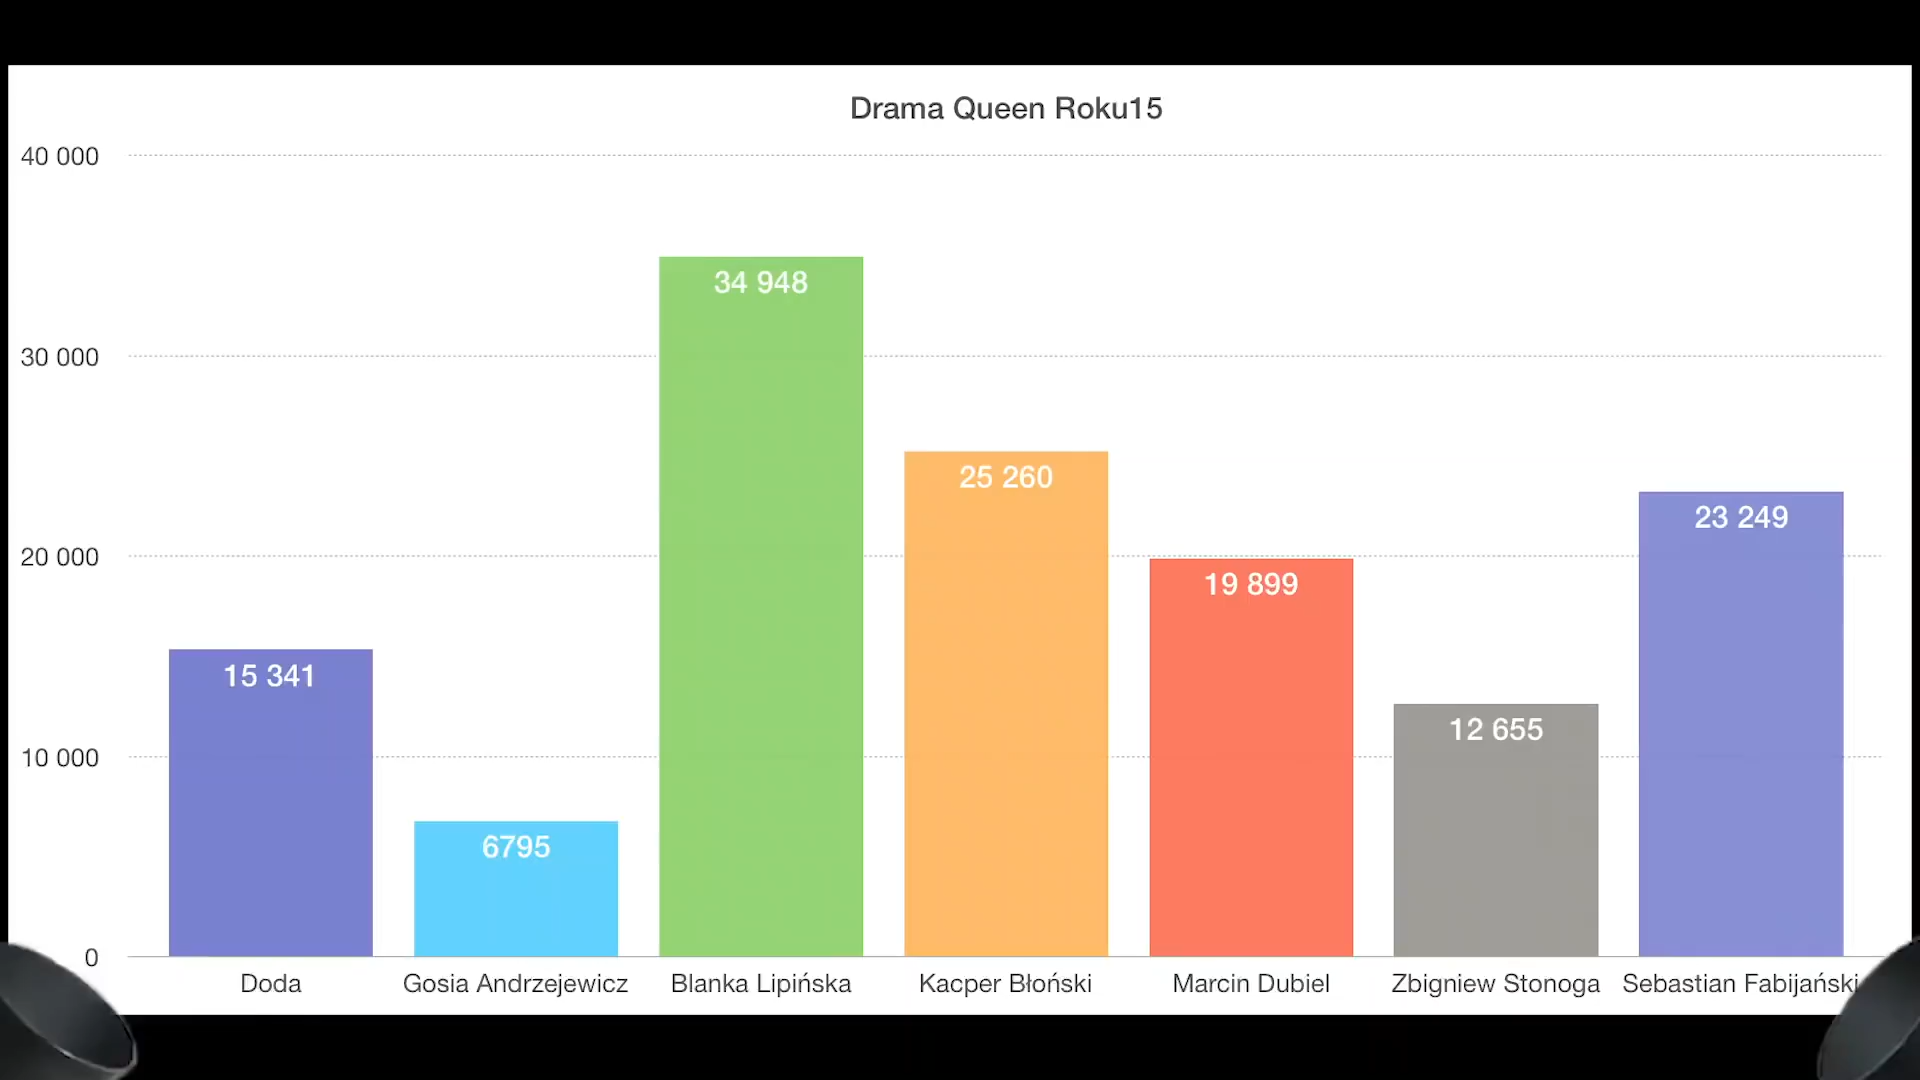 Drama Queen Roku15
40 000
30 000
20 000
10 000
0
34 948
25 260
23 249
19 899
15 341
12 655
6795
Doda
Gosia Andrzejewicz
Blanka Lipińska
Kacper Błoński
Marcin Dubiel
Zbigniew Stonoga
Sebastian Fabijański